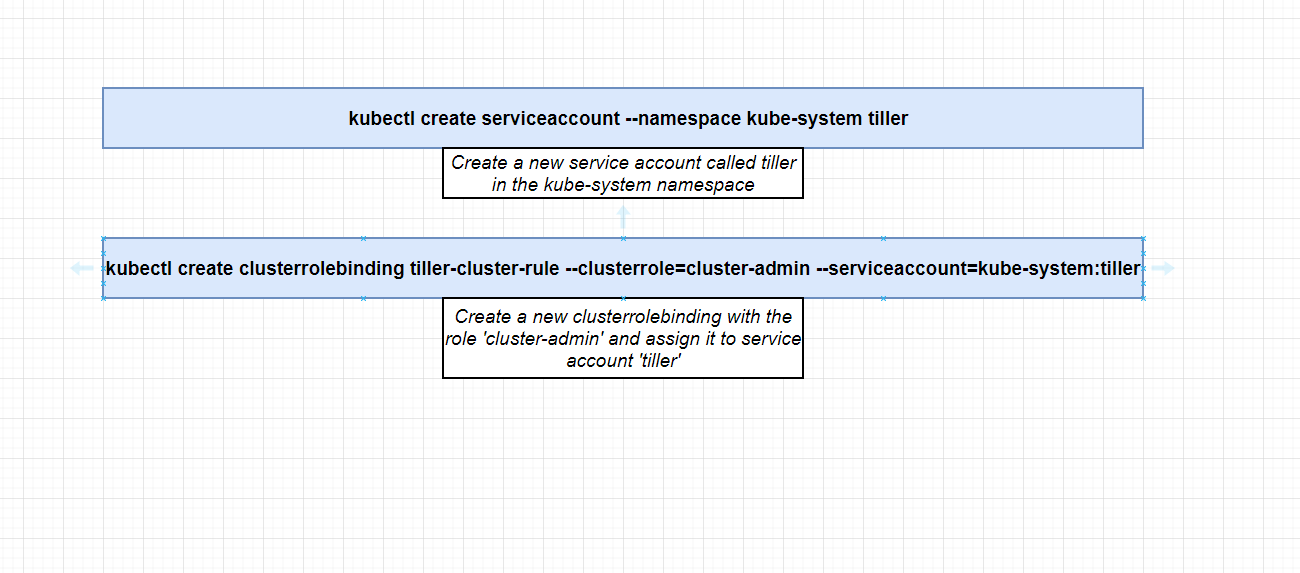 kubectl create serviceaccount --namespace kube-system tiller
Create a new service account called tiller
in the kube-system namespace
kubectl create clusterrolebinding tiller-cluster-rule --clusterrole=cluster-admin --serviceaccount=kube-system:tiller
Create a new clusterrolebinding with the
role 'cluster-admin' and assign it to service
account 'tiller'